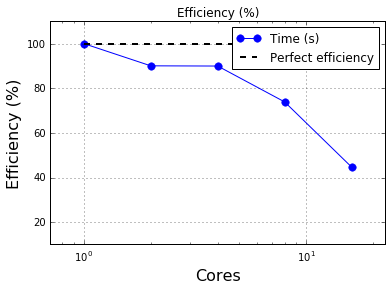 Efficiency (%)
Time (s)
Perfect efficiency
Efficiency (%)
100
80
60
40
20
10⁰
10¹
Cores